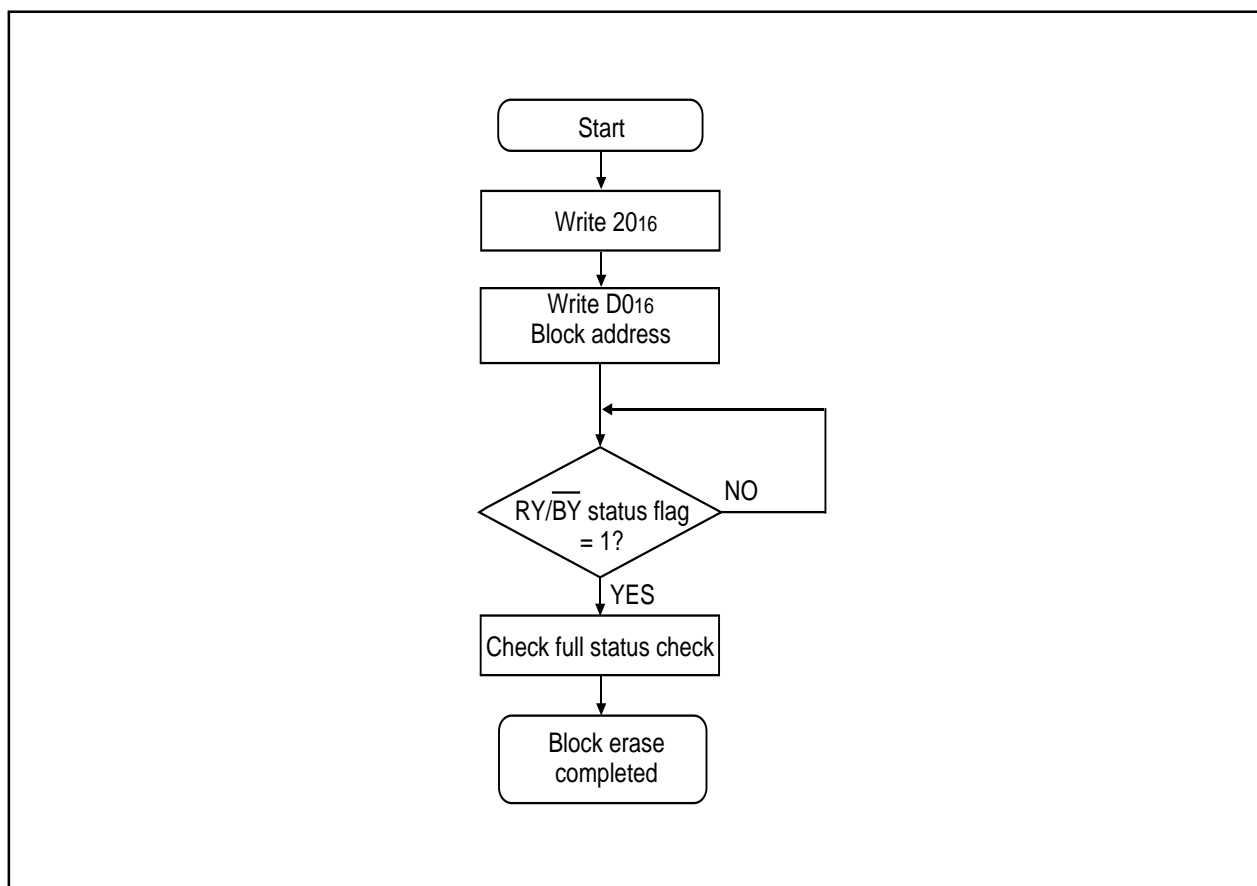 Start
Write 2016
Write D016
Block address
NO
RY/B̅Y̅ status flag
= 1?
YES
Check full status check
Block erase
completed